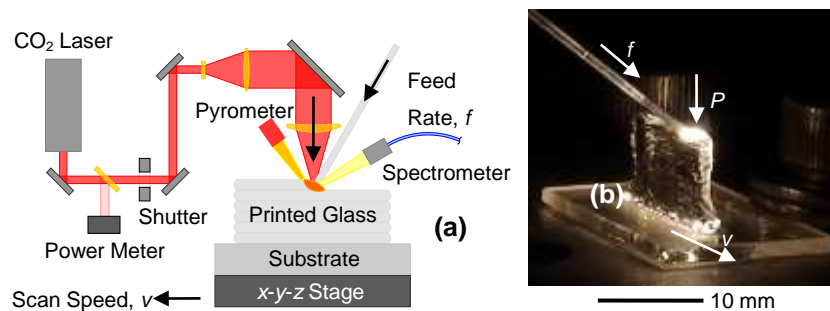 CO₂ Laser
Pyrometer
Feed
Rate, f
Spectrometer
Shutter
Power Meter
Printed Glass
(a)
Substrate
x-y-z Stage
Scan Speed, v
f
P
(b)
v
10 mm